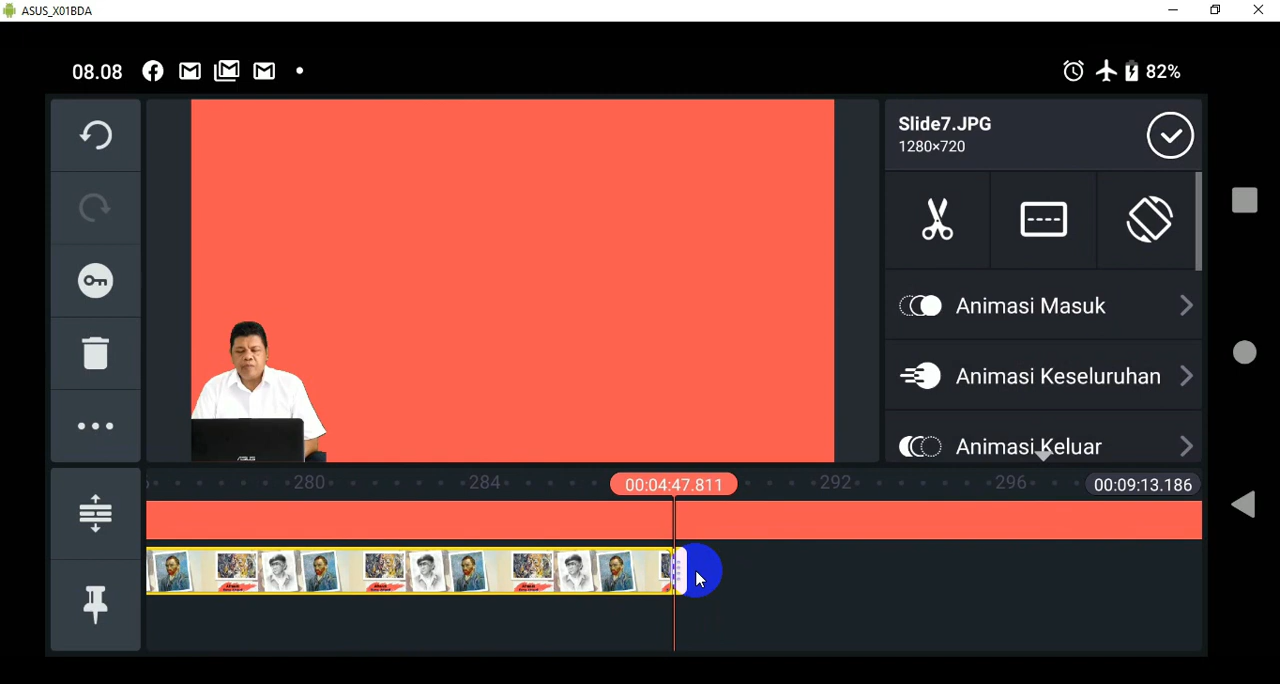 ASUS_X01BDA
08.08
82%
Slide7.JPG
1280×720
Animasi Masuk
Animasi Keseluruhan
Animasi Keluar
280
284
00:04:47.811
292
296
00:09:13.186